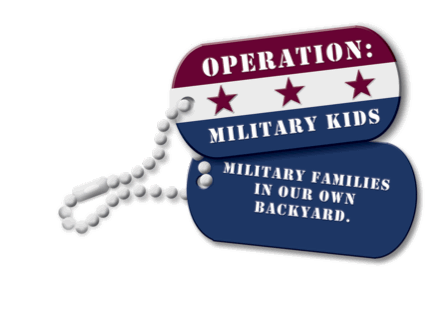 OPERATION:
MILITARY KIDS
MILITARY FAMILIES
IN OUR OWN
BACKYARD.